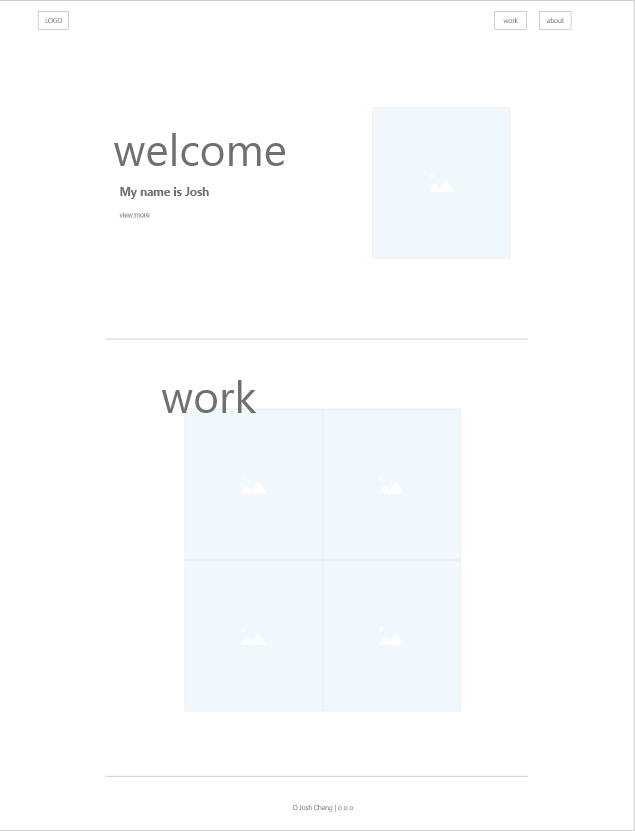 LOGO
work
about
welcome
My name is Josh
view more
work
O Josh Cheng | o o o